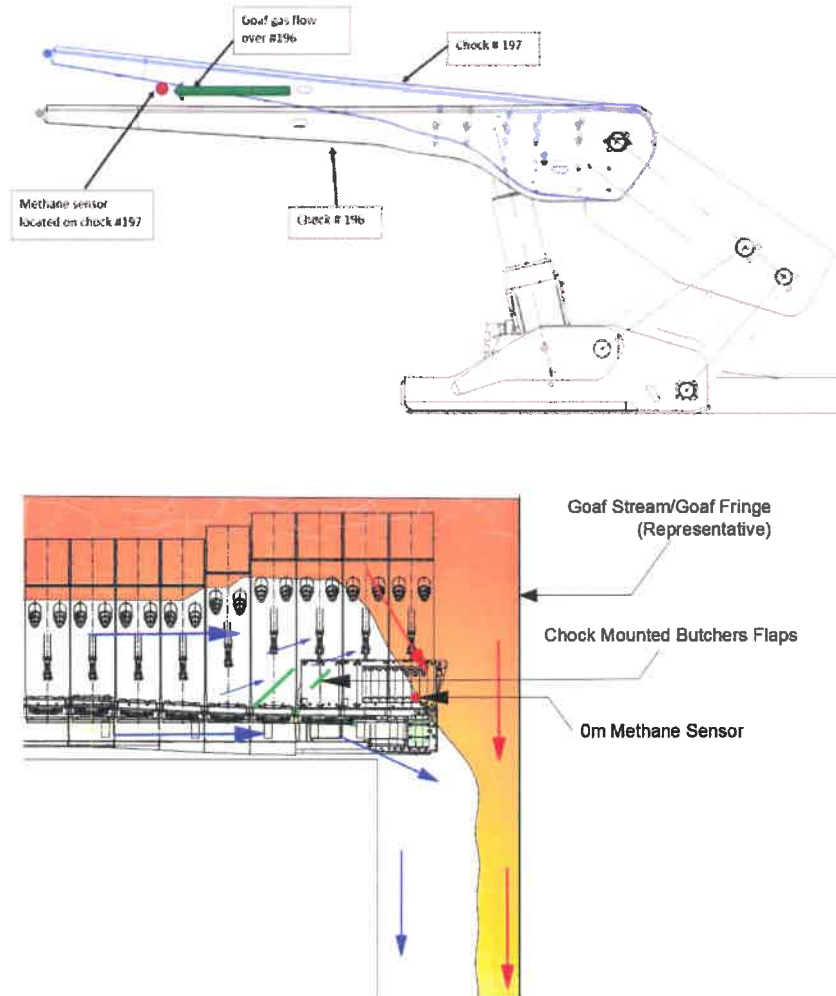 Goaf gas flow
over #196
Chock # 197
Methane sensor
located on chock #197
Chock # 196
Goaf Stream/Goaf Fringe
(Representative)
Chock Mounted Butchers Flaps
0m Methane Sensor